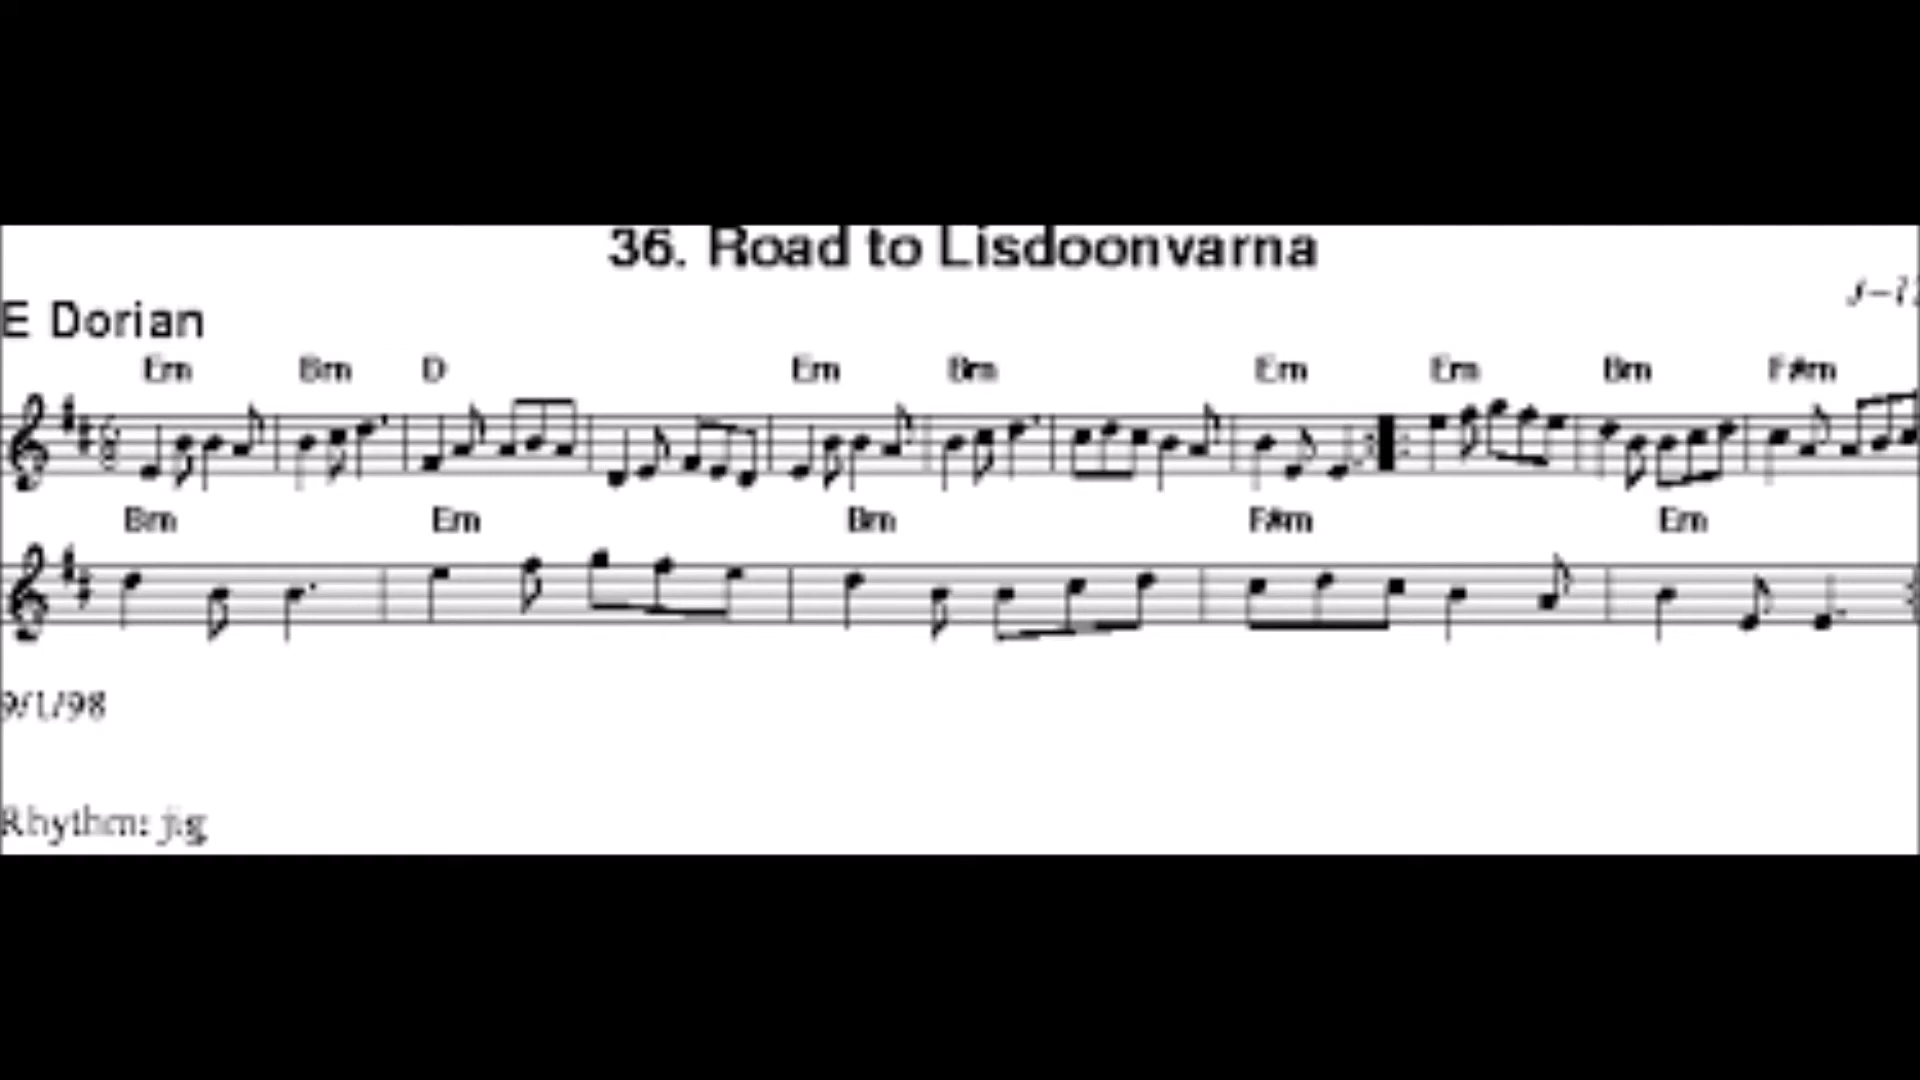 36. Road to Lisdoonvarna
E Dorian
Em Bm D Em Bm Em Em Bm F#m
Bm Em Bm F#m Em
9/1/98
Rhythm: jig